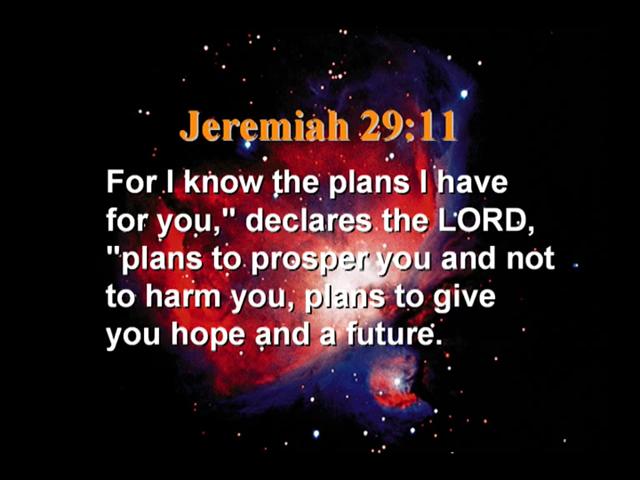 Jeremiah 29:11
For I know the plans I have
for you," declares the LORD,
"plans to prosper you and not
to harm you, plans to give
you hope and a future.